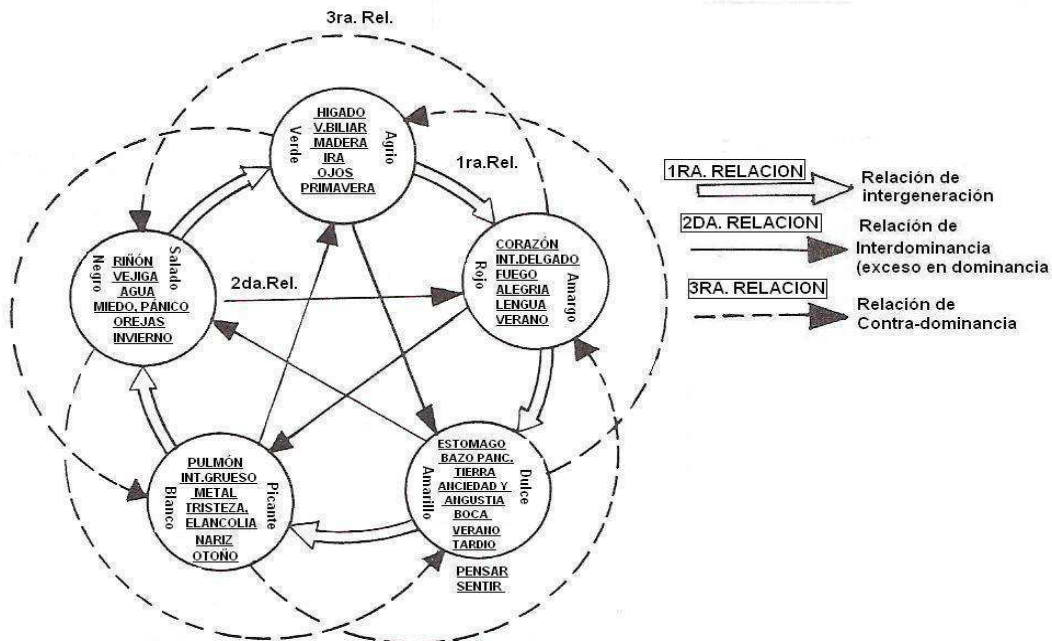 3ra. Rel.
HIGADO
V.BILIAR
MADERA
IRA
OJOS
PRIMAVERA
Verde
Agrio
1ra.Rel.
CORAZÓN
INT.DELGADO
FUEGO
ALEGRIA
LENGUA
VERANO
Rojo
Amargo
RIÑÓN
VEJIGA
AGUA
MIEDO, PÁNICO
OREJAS
INVIERNO
Negro
Salado
2da.Rel.
PULMÓN
INT.GRUESO
METAL
TRISTEZA,
ELANCOLIA
NARIZ
OTOÑO
Blanco
Picante
ESTOMAGO
BAZO PANC.
TIERRA
ANCIEDAD Y
ANGUSTIA
BOCA
VERANO
TARDIO
Amarillo
Dulce
PENSAR
SENTIR
1RA. RELACION
Relación de
intergeneración
2DA. RELACION
Relación de
Interdominancia
(exceso en dominancia
3RA. RELACION
Relación de
Contra-dominancia